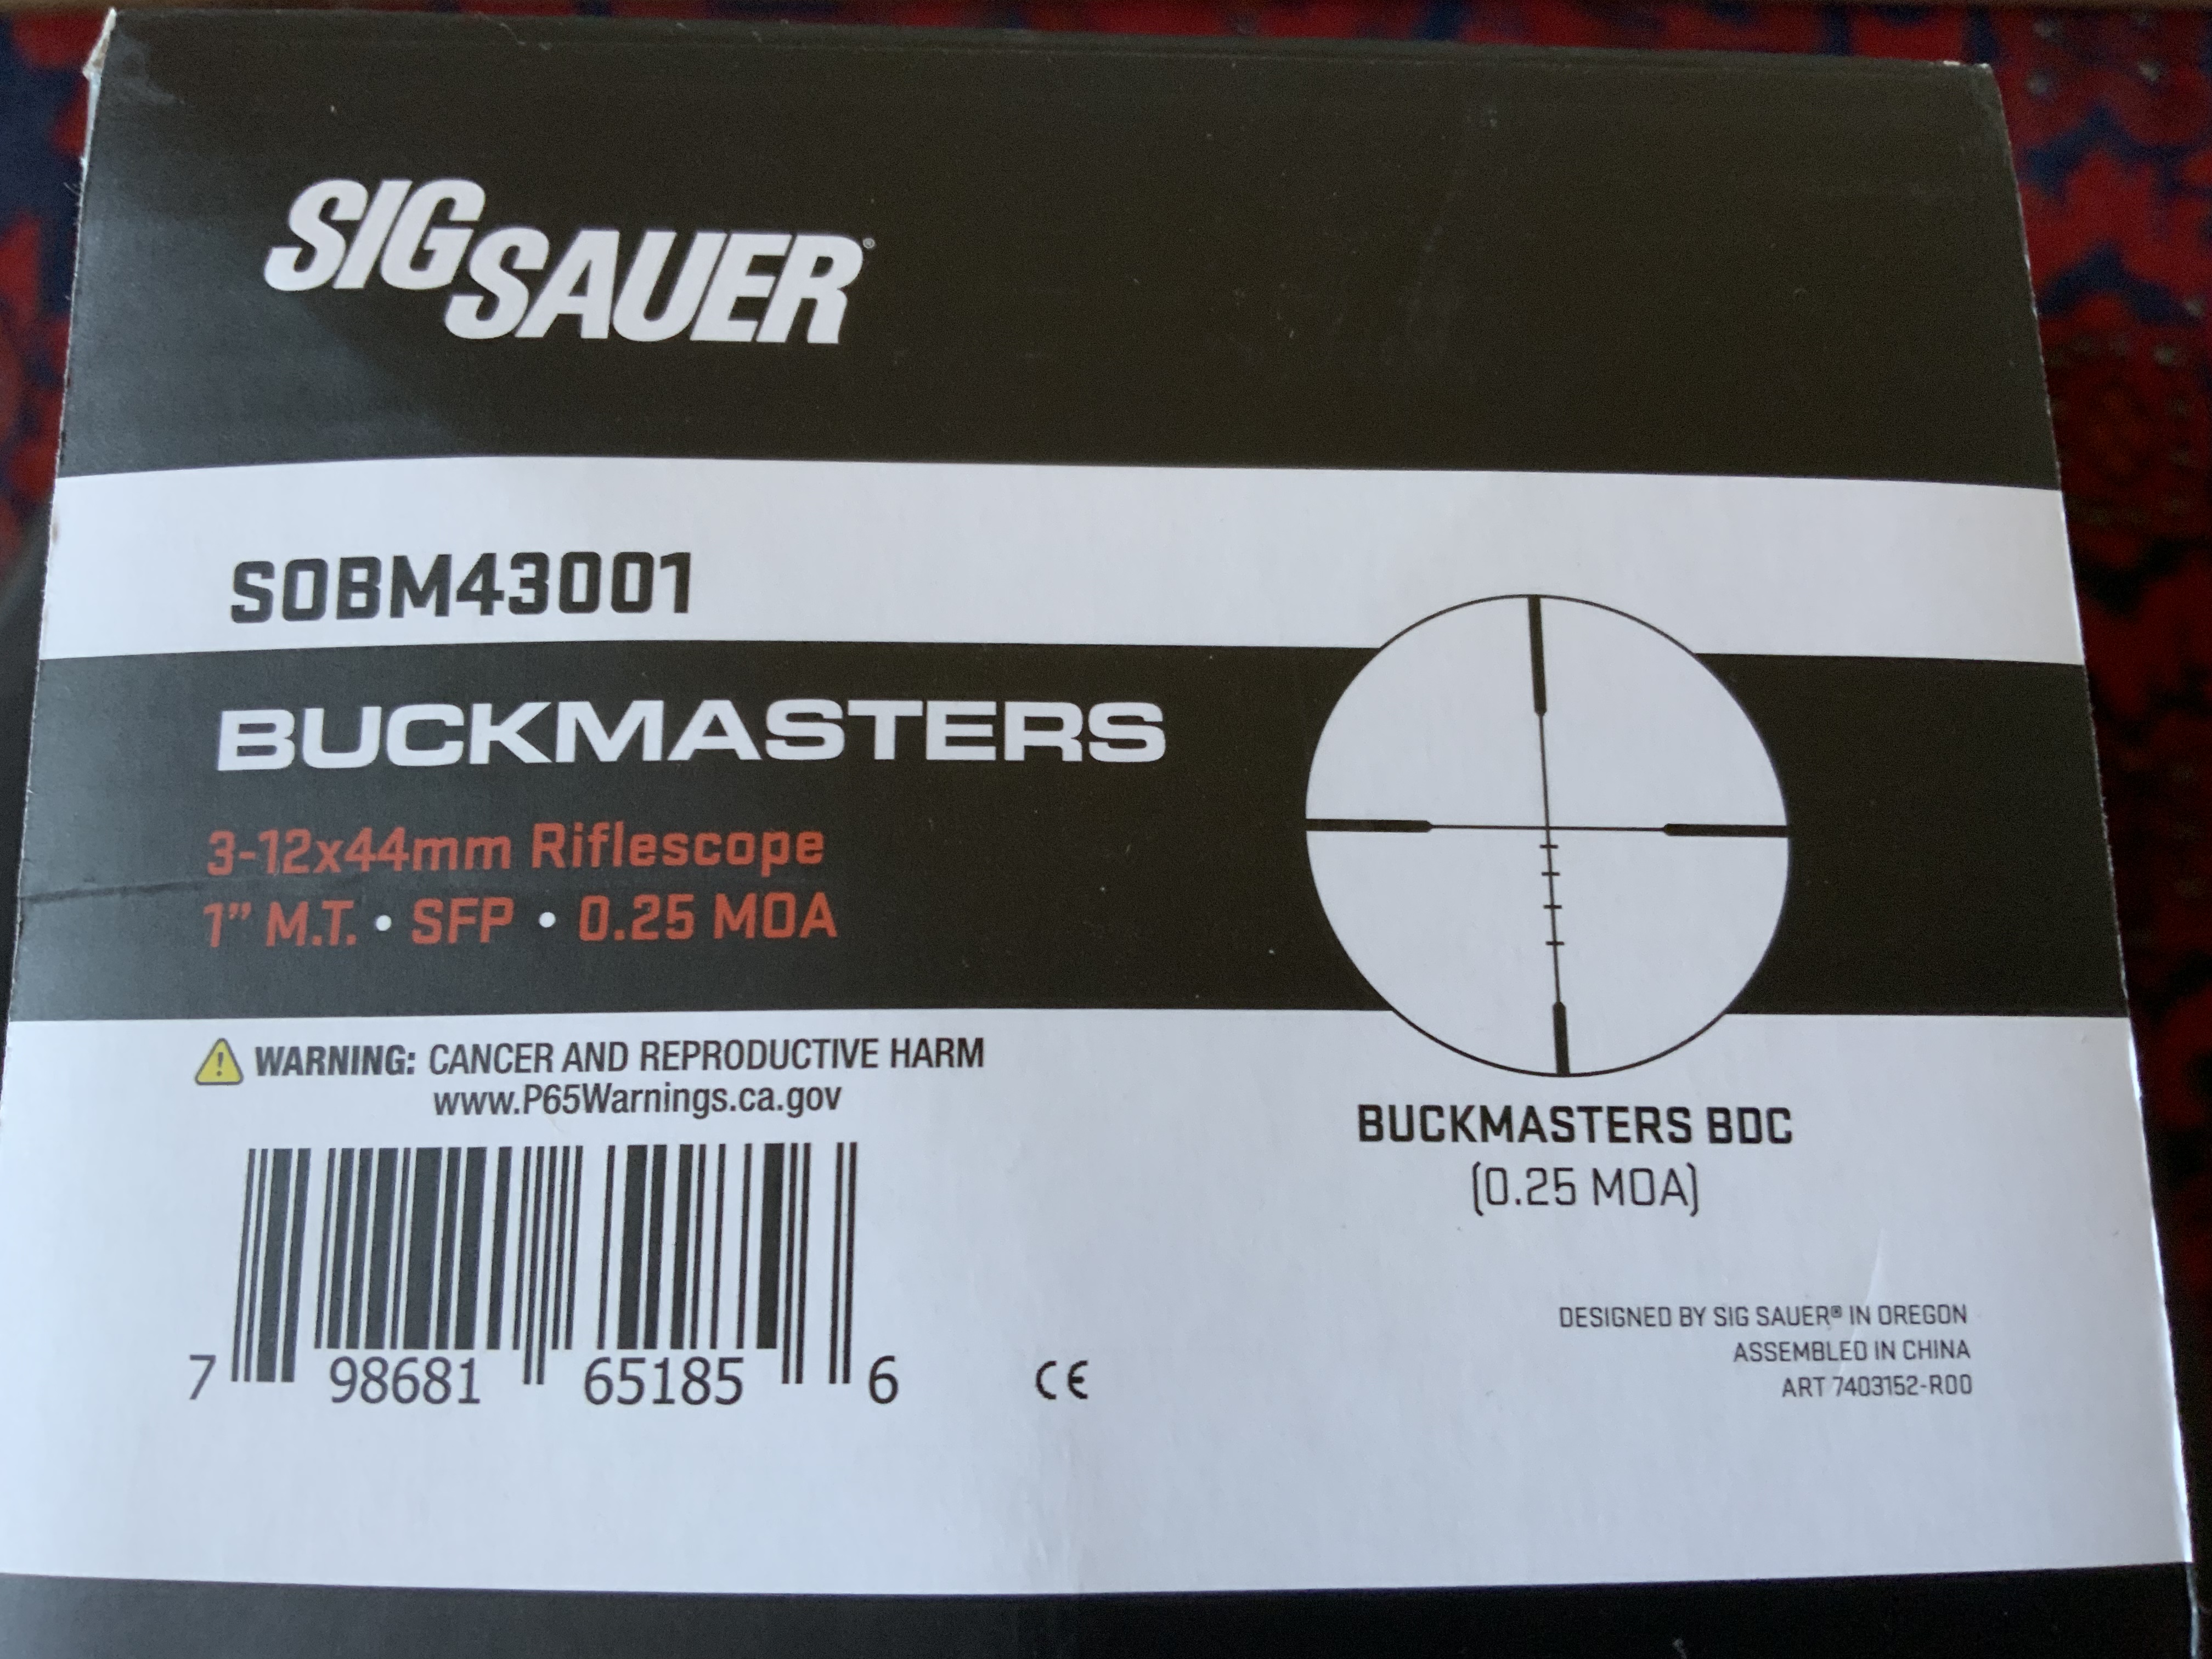 SIG SAUER®
SOBM43001
BUCKMASTERS
3-12x44mm Riflescope
1” M.T. • SFP • 0.25 MOA
WARNING: CANCER AND REPRODUCTIVE HARM
www.P65Warnings.ca.gov
7 98681 65185 6
CE
BUCKMASTERS BDC
(0.25 MOA)
DESIGNED BY SIG SAUER® IN OREGON
ASSEMBLED IN CHINA
ART 7403152-R00